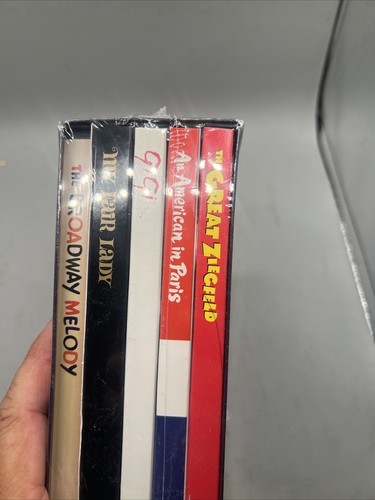 THE BROADWAY MELODY
MY FAIR LADY
Gigi
An American in Paris
THE GREAT ZIEGFELD